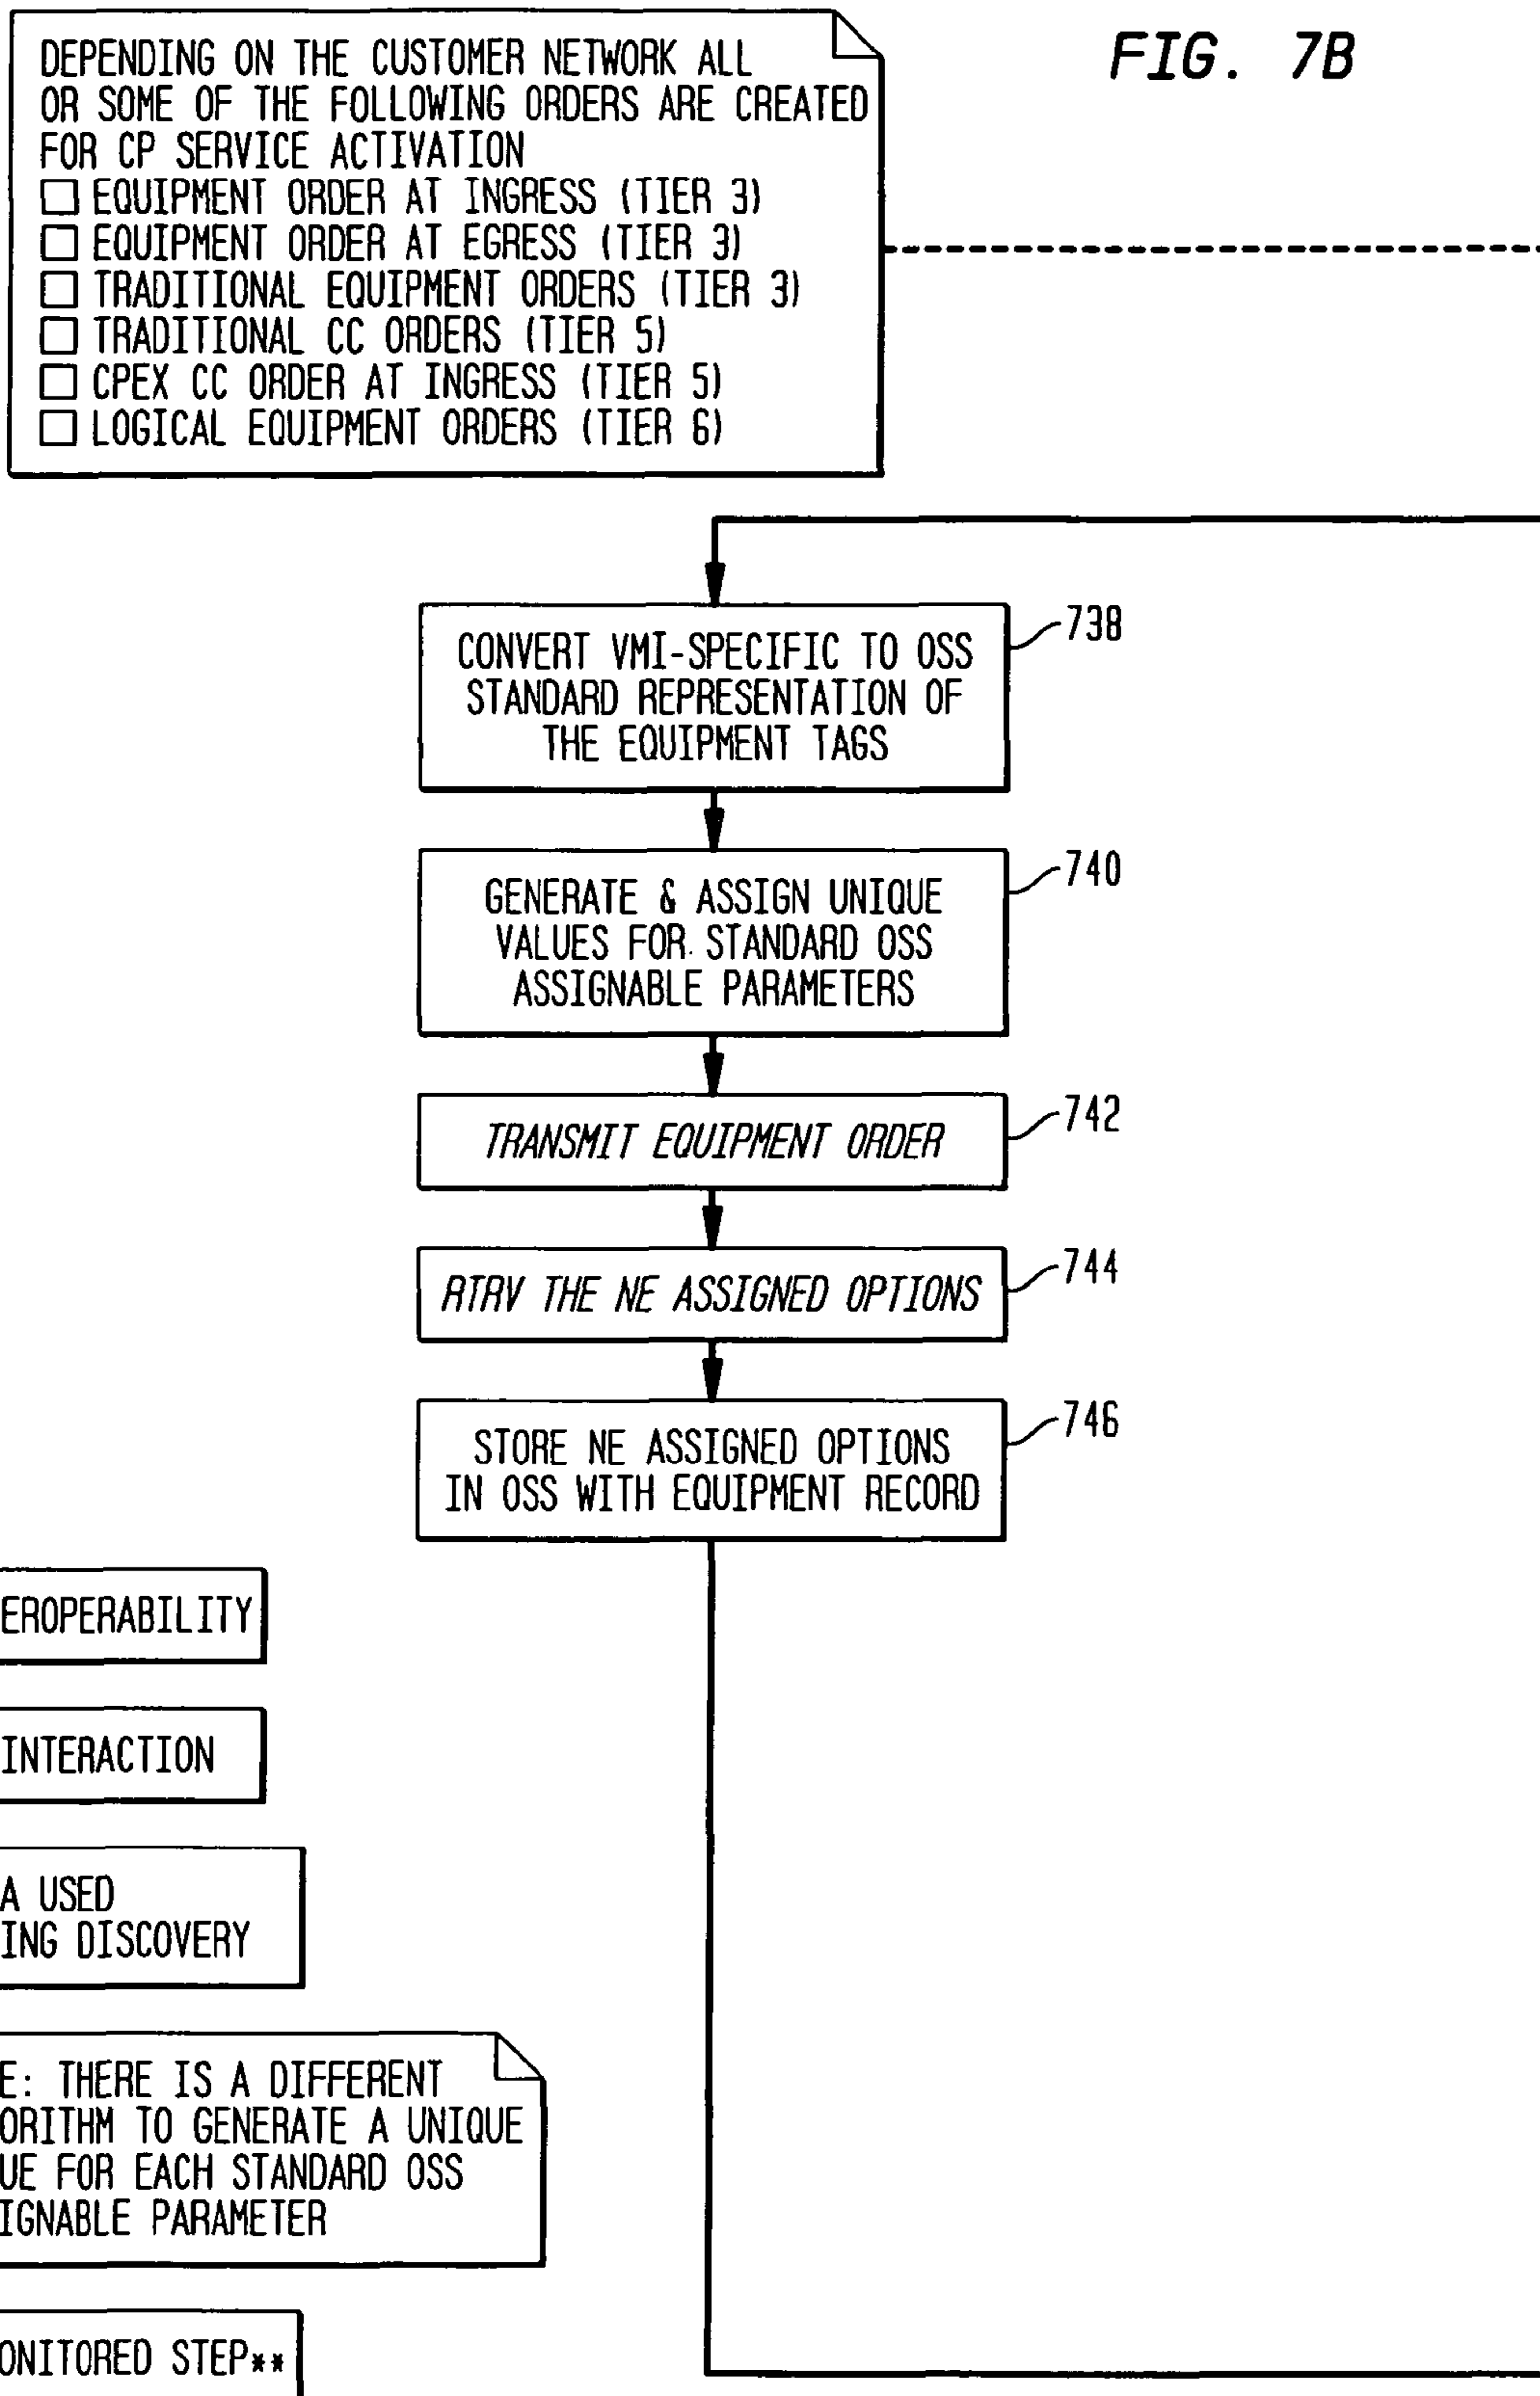 FIG. 7B
DEPENDING ON THE CUSTOMER NETWORK ALL
OR SOME OF THE FOLLOWING ORDERS ARE CREATED
FOR CP SERVICE ACTIVATION
☐ EQUIPMENT ORDER AT INGRESS (TIER 3)
☐ EQUIPMENT ORDER AT EGRESS (TIER 3)
☐ TRADITIONAL EQUIPMENT ORDERS (TIER 3)
☐ TRADITIONAL CC ORDERS (TIER 5)
☐ CPEX CC ORDER AT INGRESS (TIER 5)
☐ LOGICAL EQUIPMENT ORDERS (TIER 6)
738
CONVERT VMI-SPECIFIC TO OSS
STANDARD REPRESENTATION OF
THE EQUIPMENT TAGS
740
GENERATE & ASSIGN UNIQUE
VALUES FOR STANDARD OSS
ASSIGNABLE PARAMETERS
742
TRANSMIT EQUIPMENT ORDER
744
RTRV THE NE ASSIGNED OPTIONS
746
STORE NE ASSIGNED OPTIONS
IN OSS WITH EQUIPMENT RECORD
EROPERABILITY
INTERACTION
A USED
ING DISCOVERY
E: THERE IS A DIFFERENT
ORITHM TO GENERATE A UNIQUE
UE FOR EACH STANDARD OSS
IGNABLE PARAMETER
ONITORED STEP**